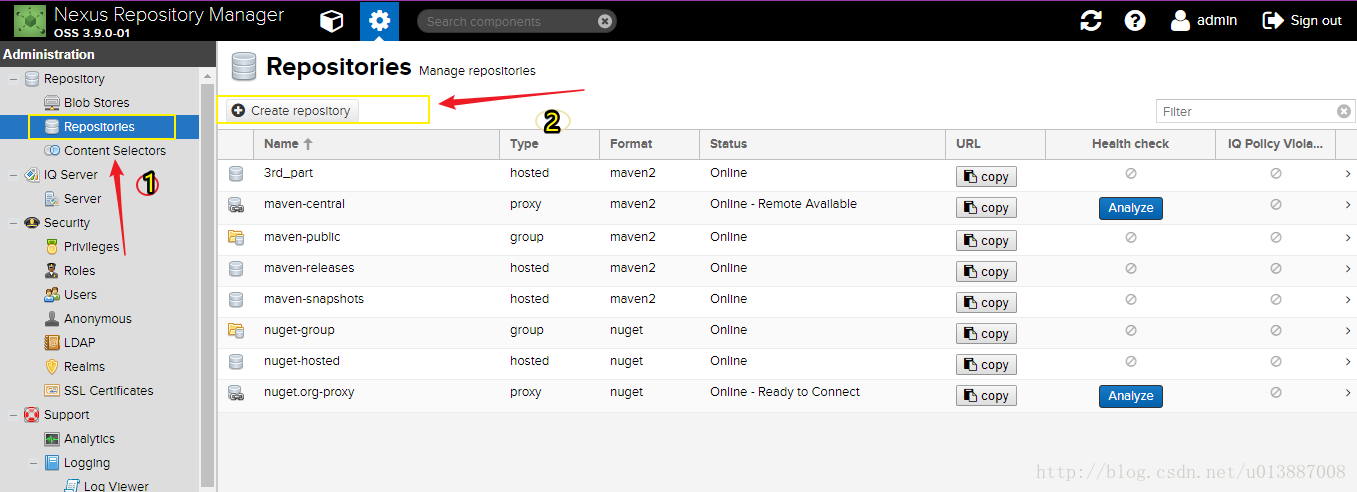 Nexus Repository Manager
OSS 3.9.0-01
Search components
admin
Sign out
Administration
Repository
Blob Stores
Repositories
Content Selectors
IQ Server
Server
Security
Privileges
Roles
Users
Anonymous
LDAP
Realms
SSL Certificates
Support
Analytics
Logging
Log Viewer
1
Repositories Manage repositories
Create repository
2
Filter
Name Type Format Status URL Health check IQ Policy Viola...
3rd_part hosted maven2 Online copy
maven-central proxy maven2 Online - Remote Available copy Analyze
maven-public group maven2 Online copy
maven-releases hosted maven2 Online copy
maven-snapshots hosted maven2 Online copy
nuget-group group nuget Online copy
nuget-hosted hosted nuget Online copy
nuget.org-proxy proxy nuget Online - Ready to Connect copy Analyze
http://blog.csdn.net/u013887008